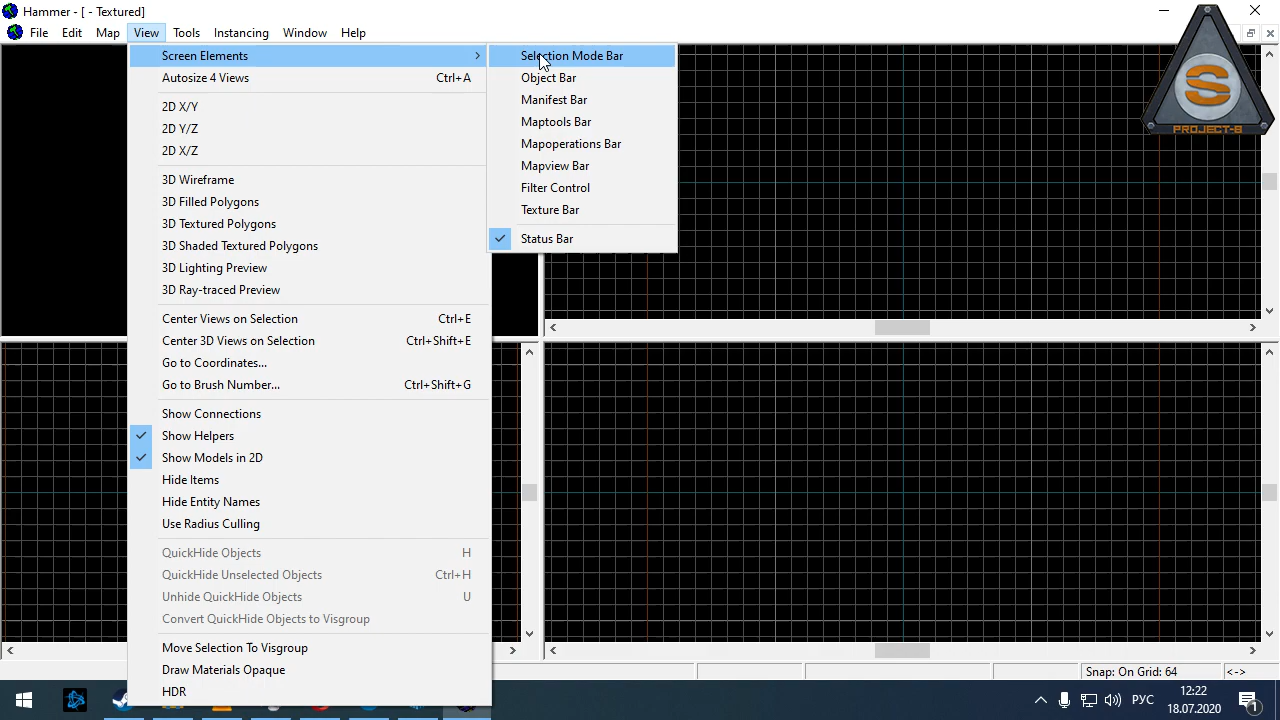 Hammer - [ - Textured]
File Edit Map View Tools Instancing Window Help
Screen Elements
Autosize 4 Views Ctrl+A
2D X/Y
2D Y/Z
2D X/Z
3D Wireframe
3D Filled Polygons
3D Textured Polygons
3D Shaded Textured Polygons
3D Lighting Preview
3D Ray-traced Preview
Center Views on Selection Ctrl+E
Center 3D Views on Selection Ctrl+Shift+E
Go to Coordinates...
Go to Brush Number... Ctrl+Shift+G
Show Connections
Show Helpers
Show Models in 2D
Hide Items
Hide Entity Names
Use Radius Culling
QuickHide Objects H
QuickHide Unselected Objects Ctrl+H
Unhide QuickHide Objects U
Convert QuickHide Objects to Visgroup
Move Selection To Visgroup
Draw Materials Opaque
HDR
Selection Mode Bar
Object Bar
Manifest Bar
Maptools Bar
Mapoperations Bar
Mapview Bar
Filter Control
Texture Bar
Status Bar
S
PROJECT-S
Snap: On Grid: 64 <->
РУС
12:22
18.07.2020
1